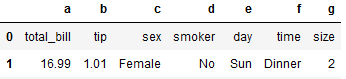 a b c d e f g
0 total_bill tip sex smoker day time size
1 16.99 1.01 Female No Sun Dinner 2